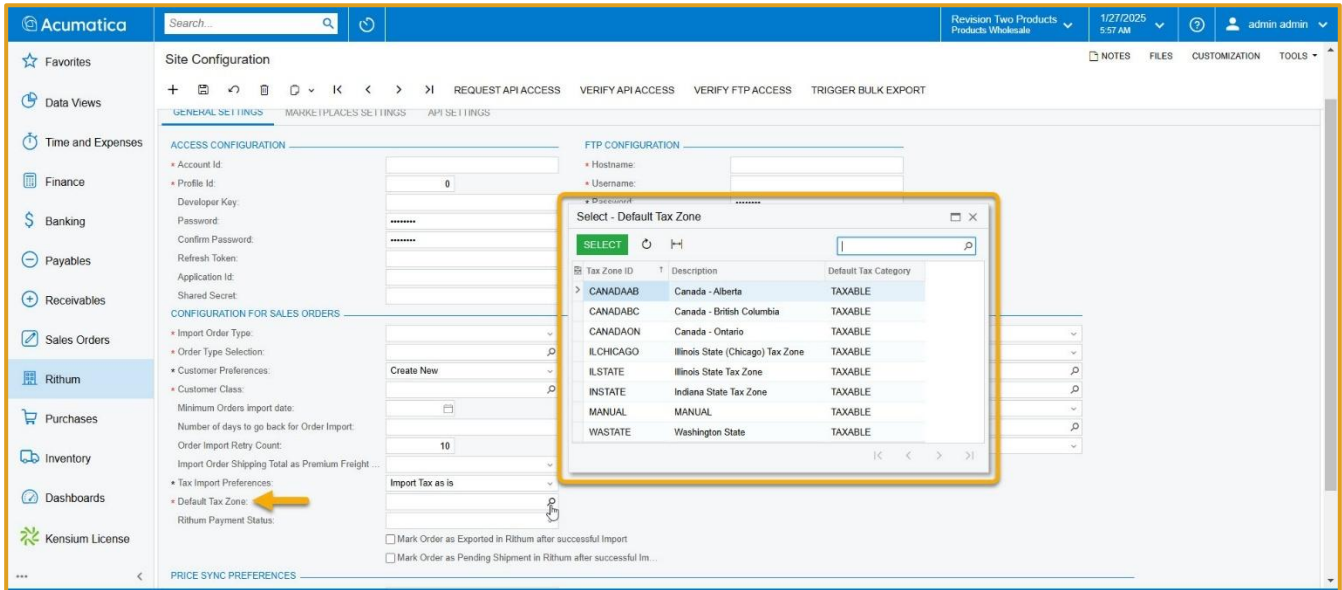 Acumatica
Search...
Revision Two Products
Products Wholesale
1/27/2025
5:57 AM
admin admin
Favorites
Data Views
Time and Expenses
Finance
Banking
Payables
Receivables
Sales Orders
Rithum
Purchases
Inventory
Dashboards
Kensium License
Site Configuration
NOTES FILES CUSTOMIZATION TOOLS
REQUEST API ACCESS VERIFY API ACCESS VERIFY FTP ACCESS TRIGGER BULK EXPORT
GENERAL SETTINGS MARKETPLACES SETTINGS API SETTINGS
ACCESS CONFIGURATION
Account Id:
Profile Id: 0
Developer Key:
Password: ••••••••
Confirm Password: ••••••••
Refresh Token:
Application Id:
Shared Secret:
CONFIGURATION FOR SALES ORDERS
Import Order Type:
Order Type Selection:
Customer Preferences: Create New
Customer Class:
Minimum Orders import date:
Number of days to go back for Order Import:
Order Import Retry Count: 10
Import Order Shipping Total as Premium Freight ...
Tax Import Preferences: Import Tax as is
Default Tax Zone:
Rithum Payment Status:
Mark Order as Exported in Rithum after successful Import
Mark Order as Pending Shipment in Rithum after successful Im...
PRICE SYNC PREFERENCES
FTP CONFIGURATION
Hostname:
Username:
Password: ••••••••
Select - Default Tax Zone
SELECT
Tax Zone ID Description Default Tax Category
CANADAAB Canada - Alberta TAXABLE
CANADABC Canada - British Columbia TAXABLE
CANADAON Canada - Ontario TAXABLE
ILCHICAGO Illinois State (Chicago) Tax Zone TAXABLE
ILSTATE Illinois State Tax Zone TAXABLE
INSTATE Indiana State Tax Zone TAXABLE
MANUAL MANUAL TAXABLE
WASTATE Washington State TAXABLE